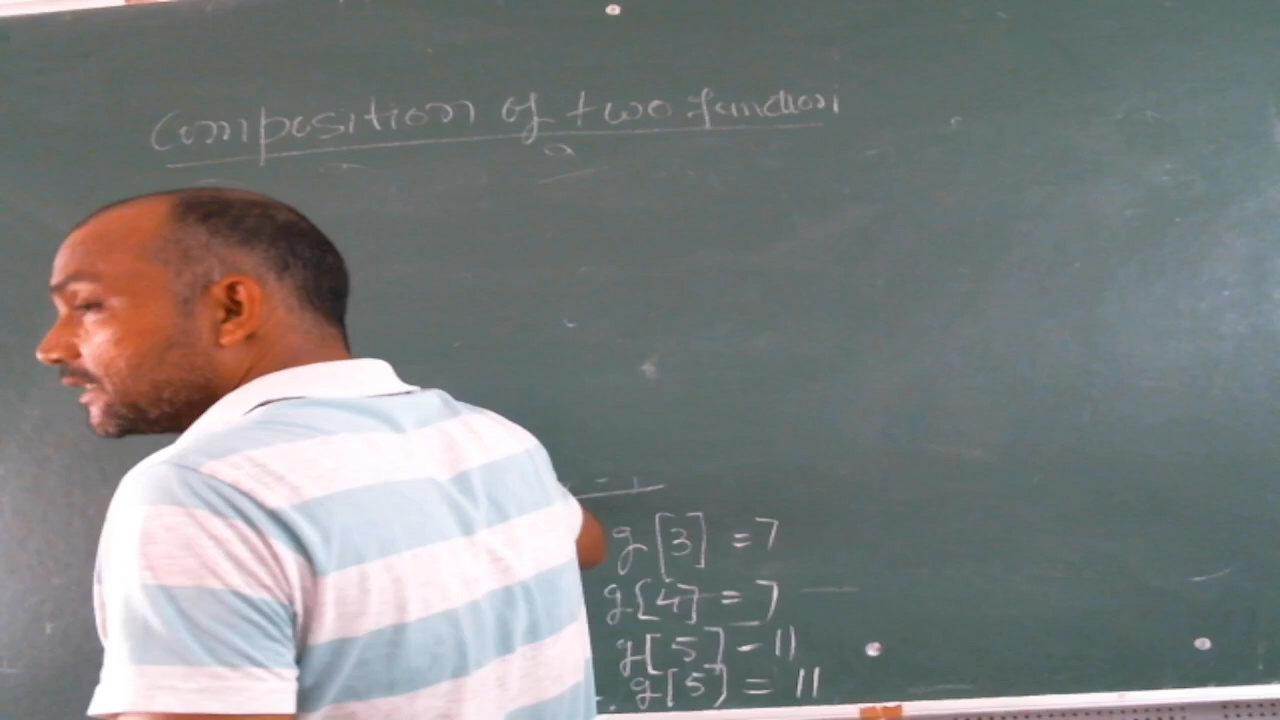 Composition of two function
g[3] = 7
g[4] = 7
g[5] = 11
g[5] = 11